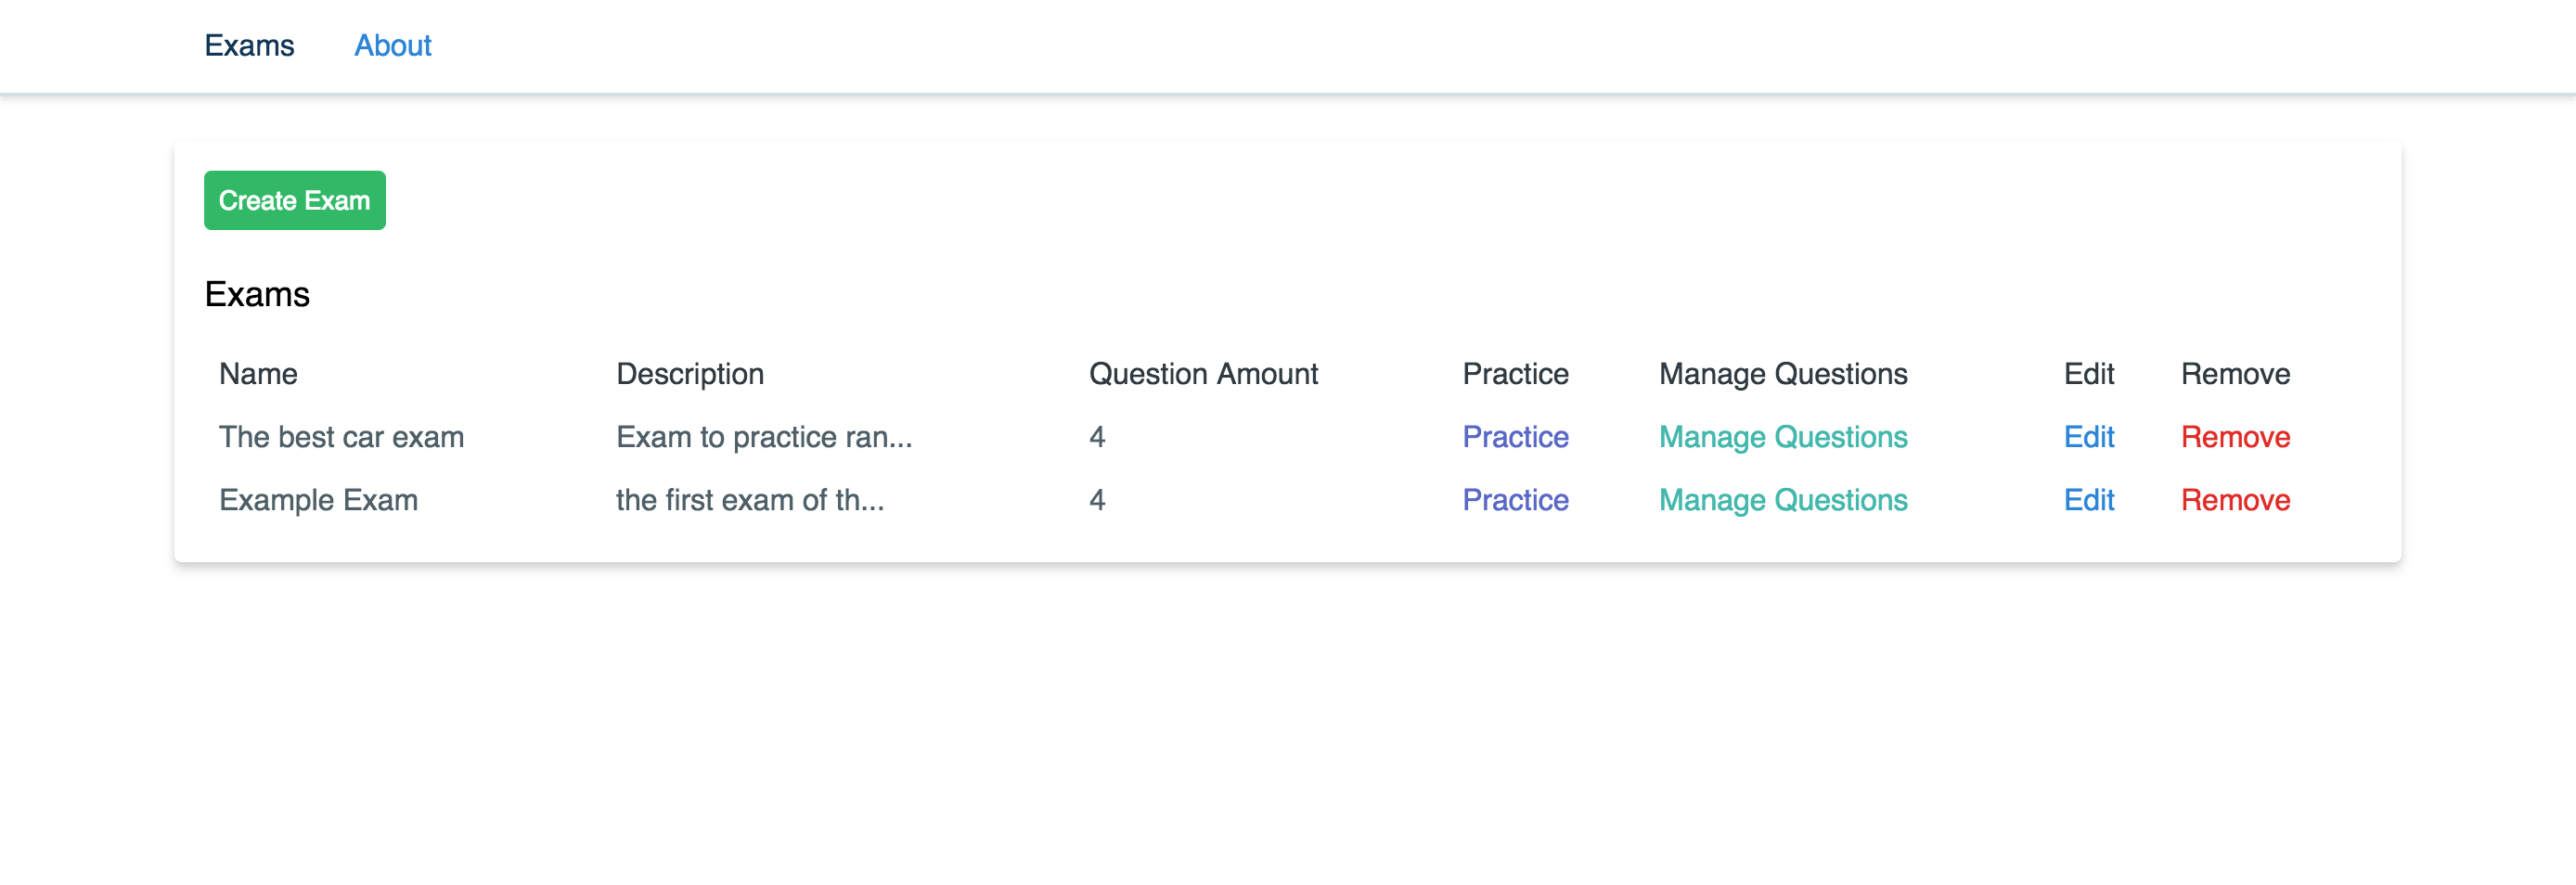 Exams About
Create Exam
Exams
Name Description Question Amount Practice Manage Questions Edit Remove
The best car exam Exam to practice ran... 4 Practice Manage Questions Edit Remove
Example Exam the first exam of th... 4 Practice Manage Questions Edit Remove